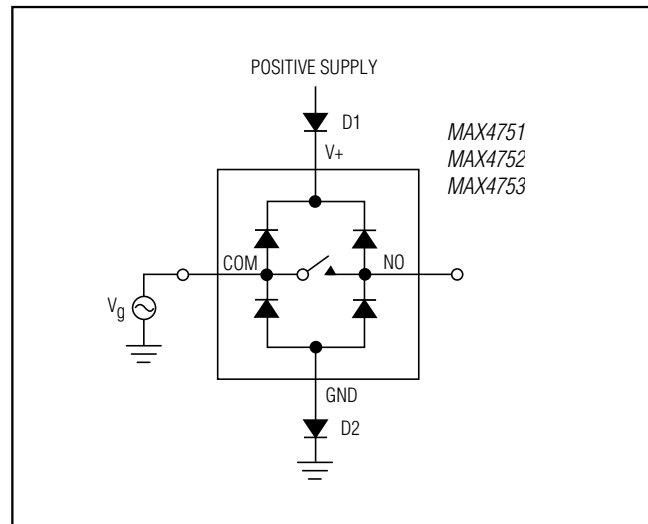 POSITIVE SUPPLY
D1
V+
MAX4751
MAX4752
MAX4753
COM
NO
Vg
GND
D2